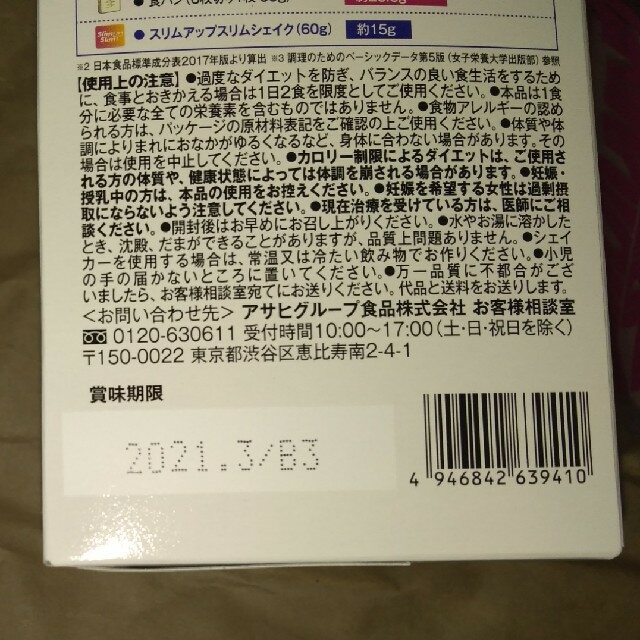 ●スリムアップスリムシェイク(60g) 約15g
※2 日本食品標準成分表2017年版より算出 ※3 調理のためのベーシックデータ第5版(女子栄養大学出版部)参照
【使用上の注意】●過度なダイエットを防ぎ、バランスの良い食生活をするため
に、食事とおきかえる場合は1日2食を限度としてご使用ください。●本品は1食
分に必要な全ての栄養素を含むものではありません。●食物アレルギーの認め
られる方は、パッケージの原材料表記をご確認の上ご使用ください。●体質や体
調によりまれにおなかがゆるくなるなど、身体に合わない場合があります。その
場合は使用を中止してください。●カロリー制限によるダイエットは、ご使用さ
れる方の体質や、健康状態によっては体調を崩される場合があります。●妊娠・
授乳中の方は、本品の使用をお控えください。●妊娠を希望する女性は過剰摂
取にならないよう注意してください。●現在治療を受けている方は、医師にご相
談ください。●開封後はお早めにお召し上がりください。●水やお湯に溶かした
とき、沈殿、だまができることがありますが、品質上問題ありません。●シェイ
カーを使用する場合は、常温又は冷たい飲み物でお作りください。●小児
の手の届かないところに置いてください。●万一品質に不都合がござ
いましたら、お客様相談室宛てにお送りください。代品と送料をお送りします。
＜お問い合わせ先＞ アサヒグループ食品株式会社 お客様相談室
0120-630611 受付時間10:00〜17:00(土・日・祝日を除く)
〒150-0022 東京都渋谷区恵比寿南2-4-1
賞味期限
2021.3/B3
4 946842 639410